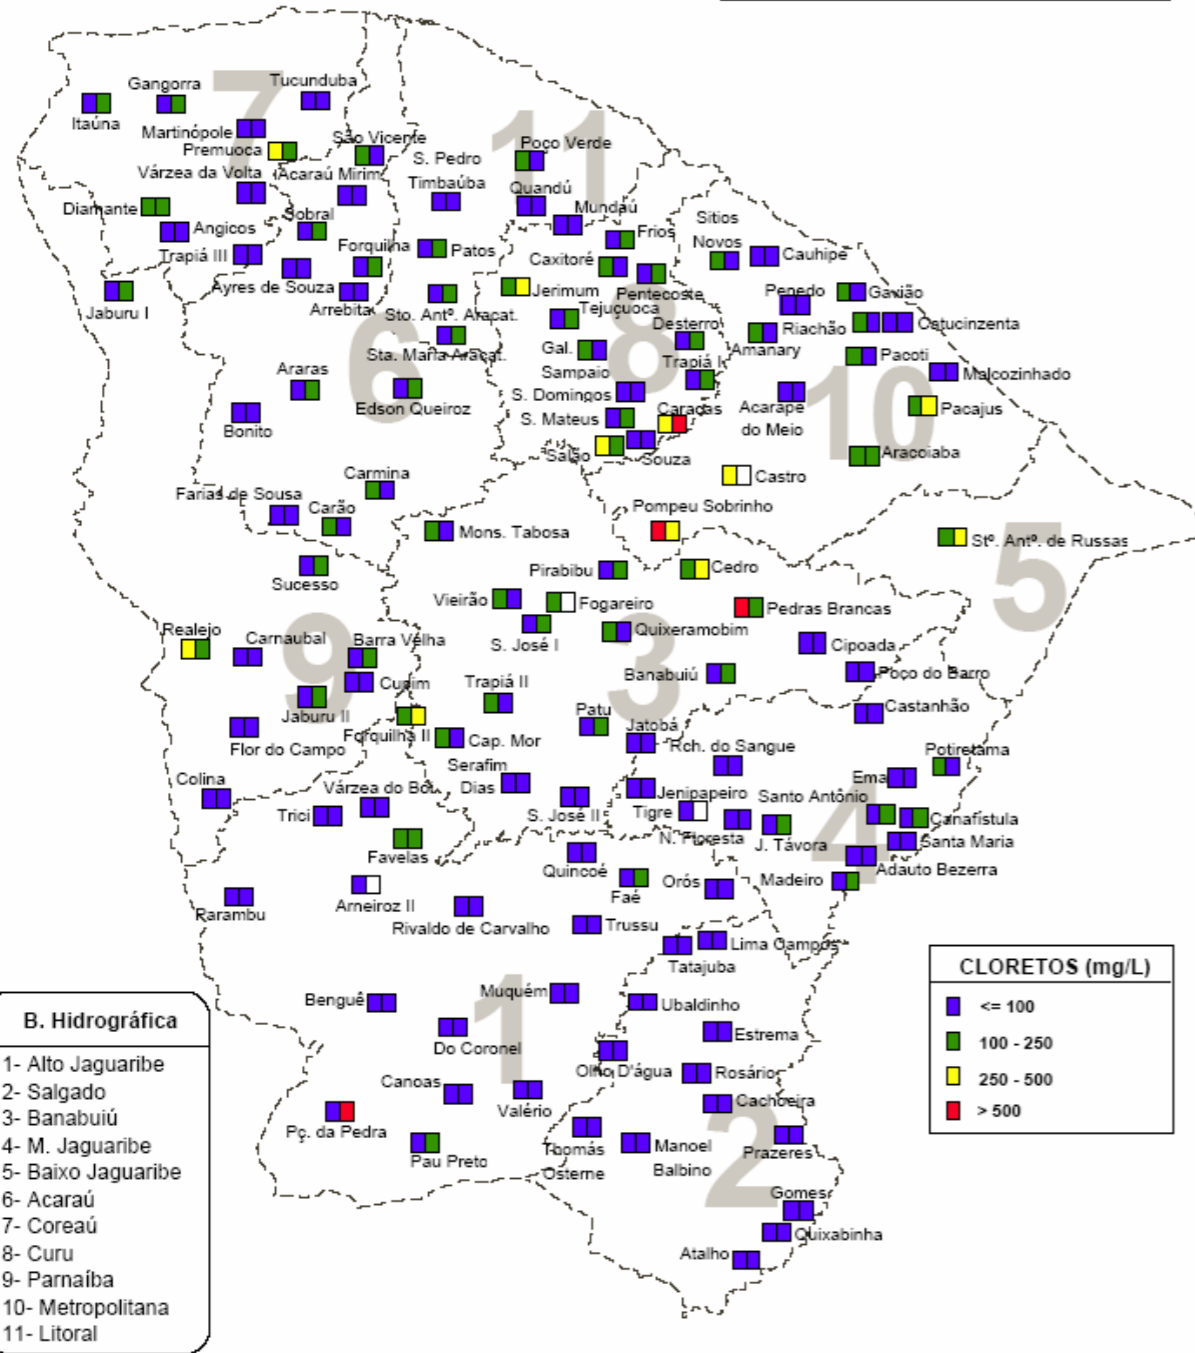 7
11
8
6
10
5
9
3
4
1
2
Gangorra
Tucunduba
Itaúna
Martinópole
Premuoca
São Vicente
Poço Verde
S. Pedro
Timbaúba
Várzea da Volta
Acaraú Mirim
Quandú
Mundaú
Diamante
Sobral
Angicos
Frios
Sitios
Novos
Trapiá III
Forquilha
Patos
Caxitoré
Cauhipe
Ayres de Souza
Jerimum
Pentecoste
Penedo
Gavião
Jaburu I
Arrebita
Sto. Antº. Aracat.
Tejuçuoca
Desterro
Riachão
Catucinzenta
Sta. Maria Aracat.
Gal.
Sampaio
Trapiá I
Amanary
Pacoti
Araras
Malcozinhado
Edson Queiroz
S. Domingos
Acarape
do Meio
Pacajus
Bonito
S. Mateus
Caracas
Salão
Souza
Aracoiaba
Carmina
Castro
Farias de Sousa
Carão
Pompeu Sobrinho
Mons. Tabosa
Stº. Antº. de Russas
Sucesso
Pirabibu
Cedro
Vieirão
Fogareiro
Pedras Brancas
Realejo
Carnaubal
Barra Velha
S. José I
Quixeramobim
Cipoada
Cupim
Trapiá II
Banabuiú
Poço do Barro
Jaburu II
Castanhão
Flor do Campo
Forquilha II
Cap. Mor
Patu
Jatobá
Rch. do Sangue
Potiretama
Colina
Várzea do Boi
Serafim
Dias
Ema
Trici
S. José II
Jenipapeiro
Santo Antônio
Tigre
Canafístula
Favelas
N. Floresta
J. Távora
Santa Maria
Quincoé
Adauto Bezerra
Arneiroz II
Faé
Orós
Madeiro
Parambu
Rivaldo de Carvalho
Trussu
Lima Campos
Tatajuba
Benguê
Muquém
Ubaldinho
Do Coronel
Estrema
Olho D'água
Rosário
Canoas
Valério
Cachoeira
Pç. da Pedra
Pau Preto
Thomás
Osterne
Manoel
Balbino
Prazeres
Gomes
Quixabinha
Atalho
CLORETOS (mg/L)
<= 100
100 - 250
250 - 500
> 500
B. Hidrográfica
1- Alto Jaguaribe
2- Salgado
3- Banabuiú
4- M. Jaguaribe
5- Baixo Jaguaribe
6- Acaraú
7- Coreaú
8- Curu
9- Parnaíba
10- Metropolitana
11- Litoral